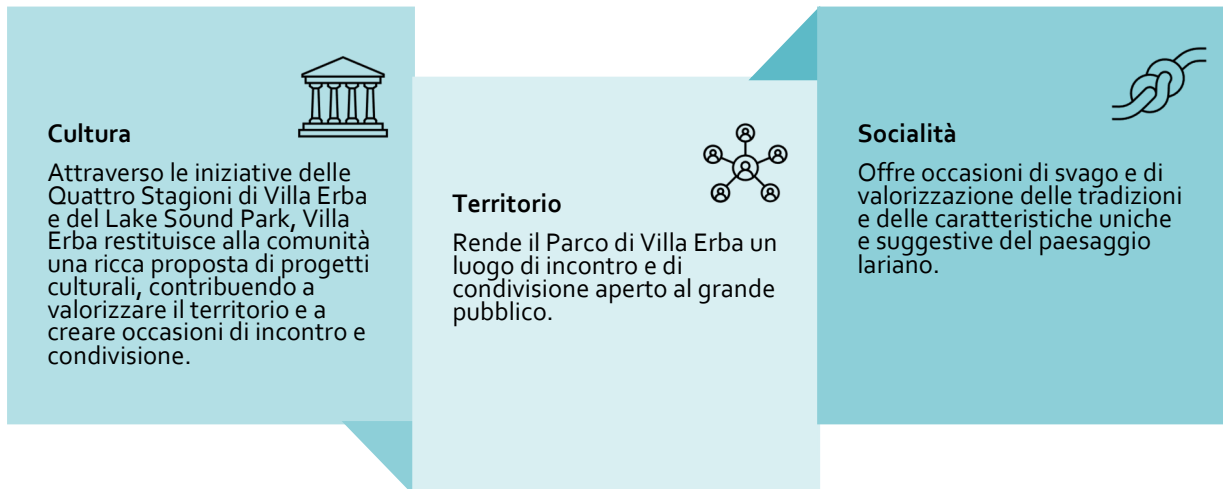 Cultura
Attraverso le iniziative delle
Quattro Stagioni di Villa Erba
e del Lake Sound Park, Villa
Erba restituisce alla comunità
una ricca proposta di progetti
culturali, contribuendo a
valorizzare il territorio e a
creare occasioni di incontro e
condivisione.
Territorio
Rende il Parco di Villa Erba un
luogo di incontro e di
condivisione aperto al grande
pubblico.
Socialità
Offre occasioni di svago e di
valorizzazione delle tradizioni
e delle caratteristiche uniche
e suggestive del paesaggio
lariano.